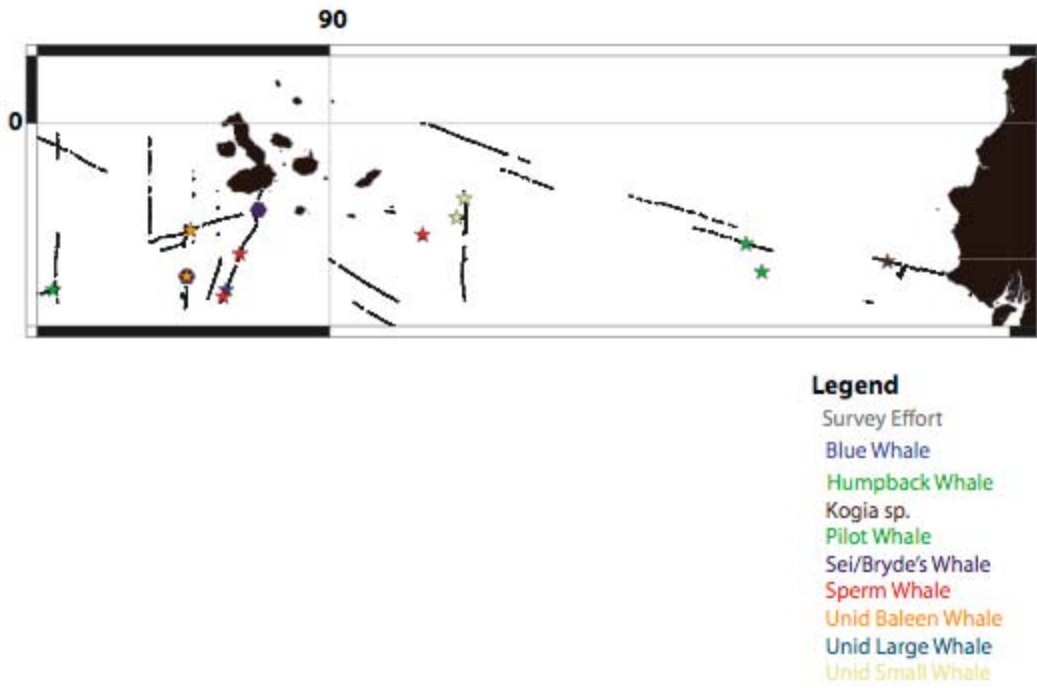 90
0
Legend
Survey Effort
Blue Whale
Humpback Whale
Kogia sp.
Pilot Whale
Sei/Bryde's Whale
Sperm Whale
Unid Baleen Whale
Unid Large Whale
Unid Small Whale